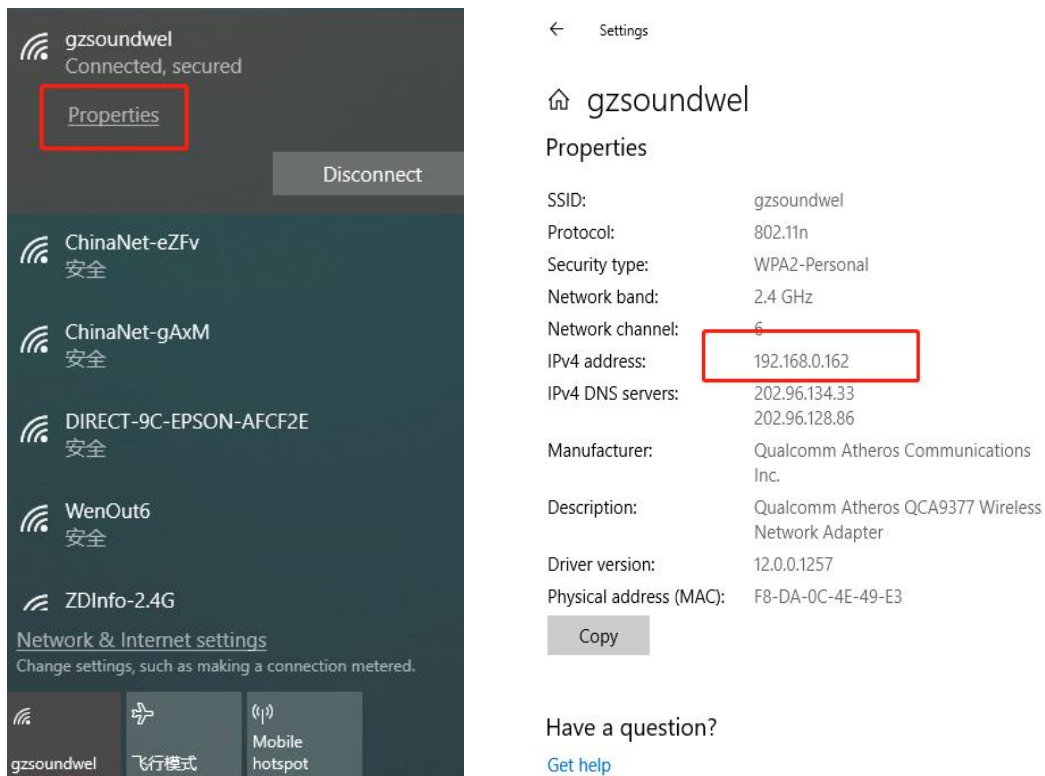 gzsoundwel
Connected, secured
Properties
Disconnect
ChinaNet-eZFv
安全
ChinaNet-gAxM
安全
DIRECT-9C-EPSON-AFCF2E
安全
WenOut6
安全
ZDInfo-2.4G
Network & Internet settings
Change settings, such as making a connection metered.
gzsoundwel
飞行模式
Mobile
hotspot
Settings
gzsoundwel
Properties
SSID: gzsoundwel
Protocol: 802.11n
Security type: WPA2-Personal
Network band: 2.4 GHz
Network channel: 6
IPv4 address: 192.168.0.162
IPv4 DNS servers: 202.96.134.33
202.96.128.86
Manufacturer: Qualcomm Atheros Communications
Inc.
Description: Qualcomm Atheros QCA9377 Wireless
Network Adapter
Driver version: 12.0.0.1257
Physical address (MAC): F8-DA-0C-4E-49-E3
Copy
Have a question?
Get help